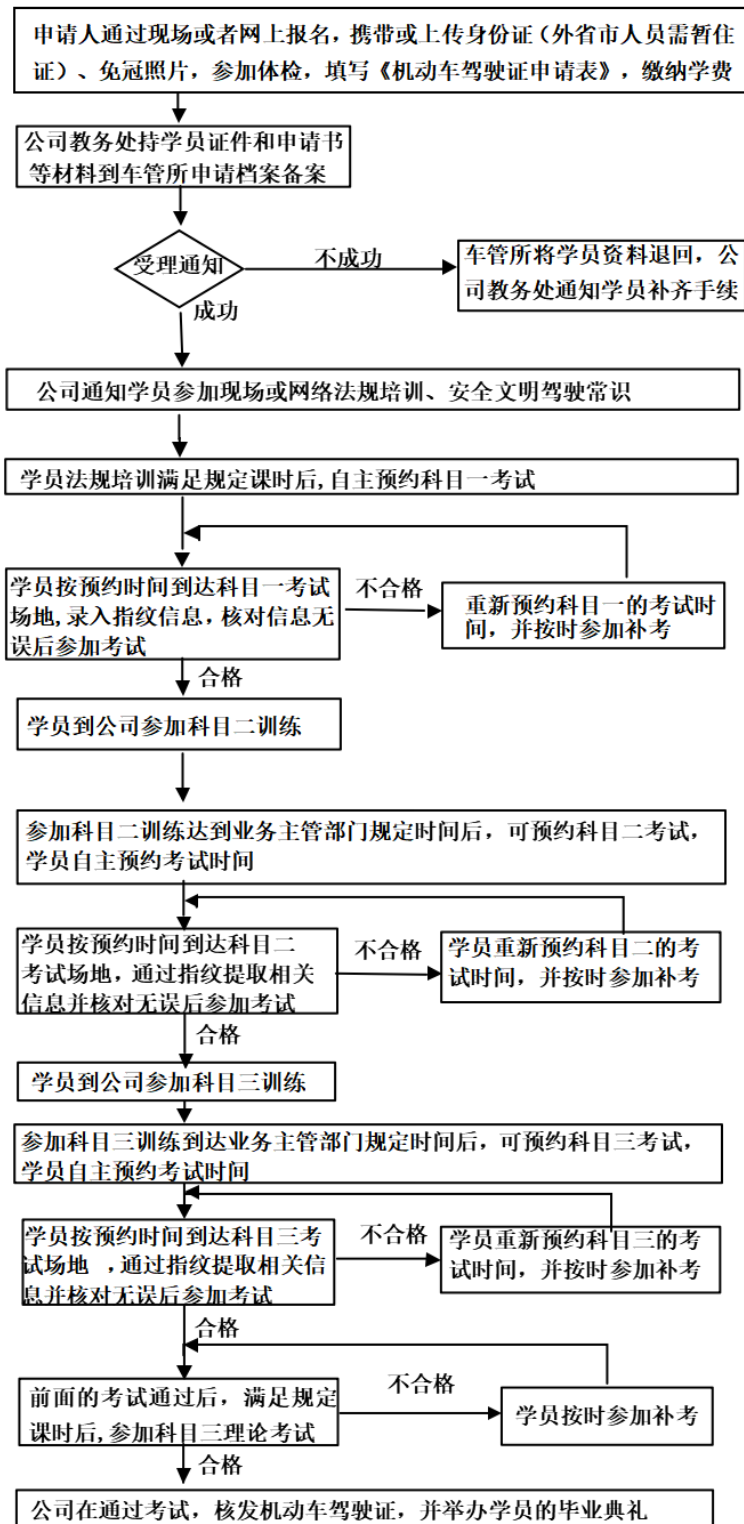 申请人通过现场或者网上报名，携带或上传身份证（外省市人员需暂住
证）、免冠照片，参加体检，填写《机动车驾驶证申请表》，缴纳学费
公司教务处持学员证件和申请书
等材料到车管所申请档案备案
受理通知
不成功
车管所将学员资料退回，公
司教务处通知学员补齐手续
成功
公司通知学员参加现场或网络法规培训、安全文明驾驶常识
学员法规培训满足规定课时后,自主预约科目一考试
学员按预约时间到达科目一考试
场地,录入指纹信息，核对信息无
误后参加考试
不合格
重新预约科目一的考试时
间，并按时参加补考
合格
学员到公司参加科目二训练
参加科目二训练达到业务主管部门规定时间后，可预约科目二考试，
学员自主预约考试时间
学员按预约时间到达科目二
考试场地，通过指纹提取相关
信息并核对无误后参加考试
不合格
学员重新预约科目二的考
试时间，并按时参加补考
合格
学员到公司参加科目三训练
参加科目三训练到达业务主管部门规定时间后，可预约科目三考试，
学员自主预约考试时间
学员按预约时间到达科目三考
试场地 ，通过指纹提取相关信
息并核对无误后参加考试
不合格
学员重新预约科目三的考
试时间，并按时参加补考
合格
前面的考试通过后，满足规定
课时后,参加科目三理论考试
不合格
学员按时参加补考
合格
公司在通过考试，核发机动车驾驶证，并举办学员的毕业典礼